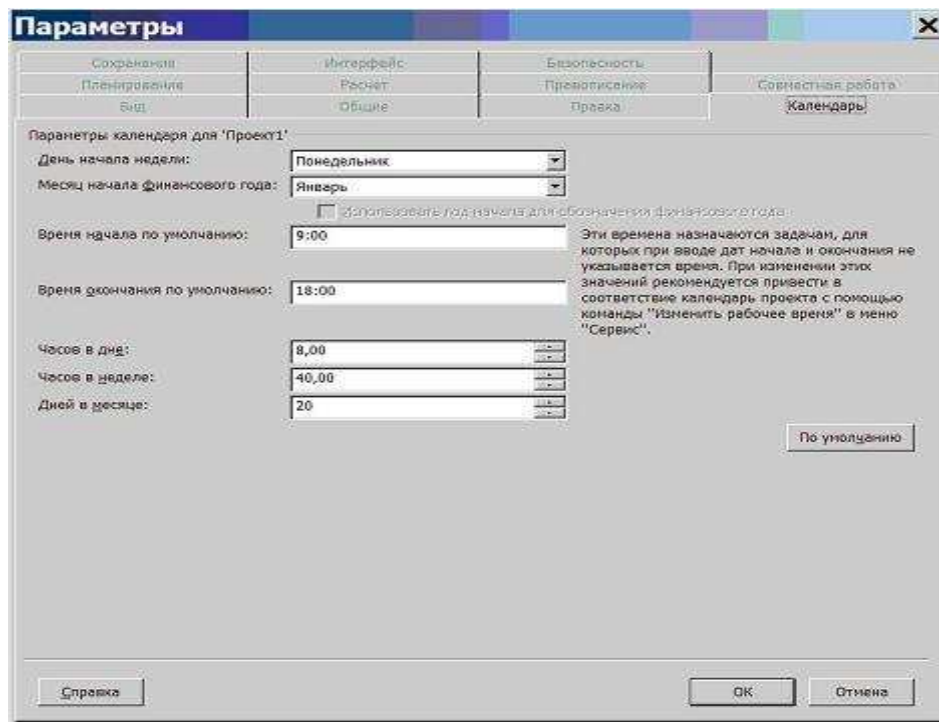 Параметры
Сохранение Интерфейс Безопасность
Планирование Расчет Правописание Совместная работа
Вид Общие Правка Календарь
Параметры календаря для 'Проект1'
День начала недели: Понедельник
Месяц начала финансового года: Январь
Использовать год начала для обозначения финансового года
Время начала по умолчанию: 9:00
Эти времена назначаются задачам, для
которых при вводе дат начала и окончания не
указывается время. При изменении этих
значений рекомендуется привести в
соответствие календарь проекта с помощью
команды "Изменить рабочее время" в меню
"Сервис".
Время окончания по умолчанию: 18:00
Часов в дне: 8,00
Часов в неделе: 40,00
Дней в месяце: 20
По умолчанию
Справка ОК Отмена